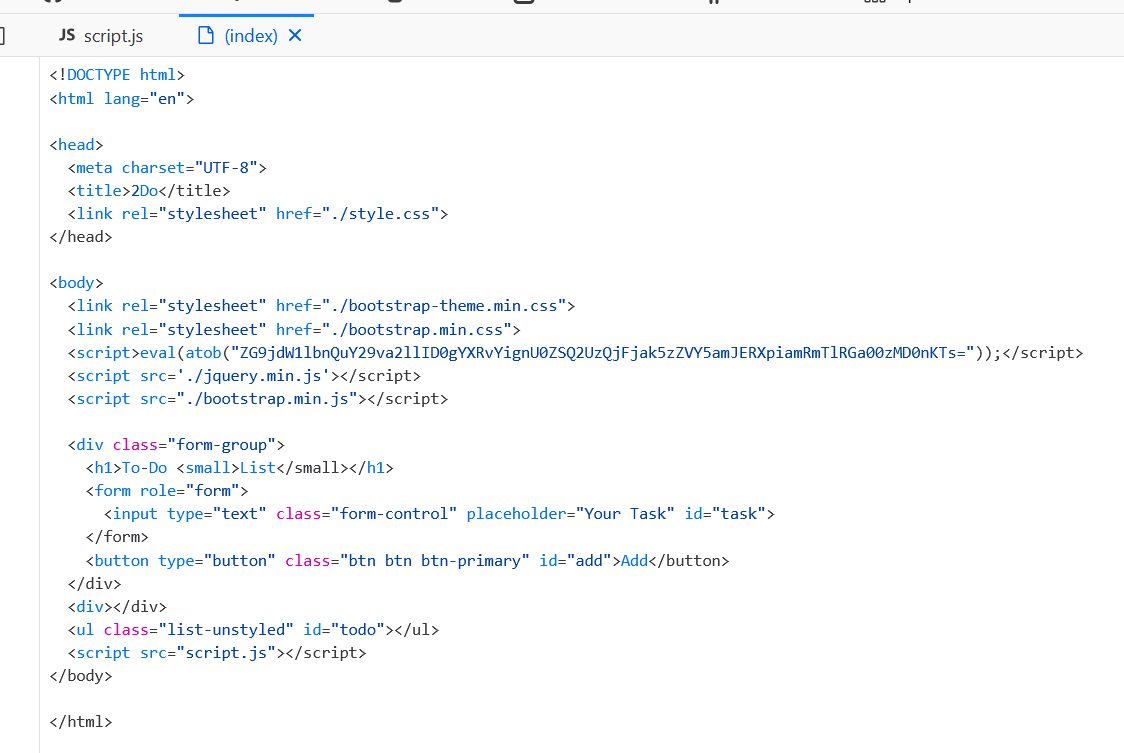 JS script.js (index) ✕
<!DOCTYPE html>
<html lang="en">
<head>
<meta charset="UTF-8">
<title>2Do</title>
<link rel="stylesheet" href="./style.css">
</head>
<body>
<link rel="stylesheet" href="./bootstrap-theme.min.css">
<link rel="stylesheet" href="./bootstrap.min.css">
<script>eval(atob("ZG9jdW1lbnQuY29va2llID0gYXRvYignU0ZSQ2UzQjFjak5zZVY5amJERXpiamRmTlRGa00zMD0nKTs="));</script>
<script src='./jquery.min.js'></script>
<script src="./bootstrap.min.js"></script>
<div class="form-group">
<h1>To-Do <small>List</small></h1>
<form role="form">
<input type="text" class="form-control" placeholder="Your Task" id="task">
</form>
<button type="button" class="btn btn btn-primary" id="add">Add</button>
</div>
<div></div>
<ul class="list-unstyled" id="todo"></ul>
<script src="script.js"></script>
</body>
</html>